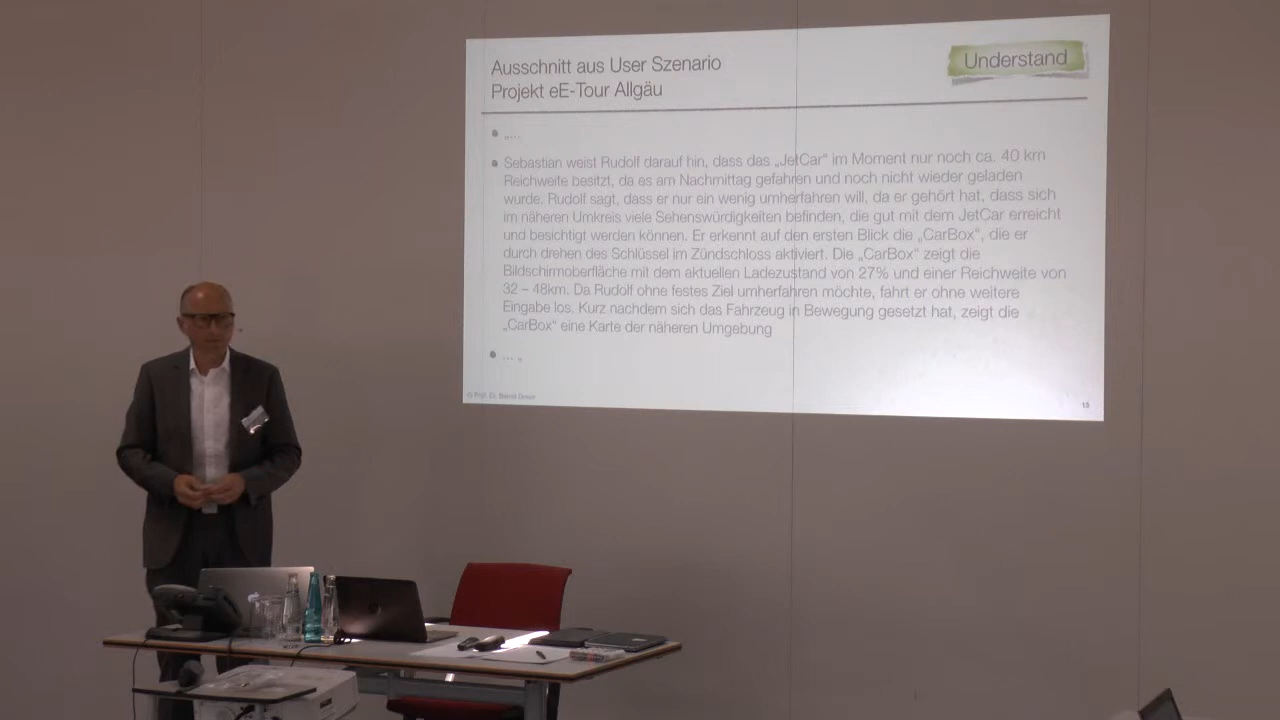 Ausschnitt aus User Szenario
Projekt eE-Tour Allgäu
Understand
....
Sebastian weist Rudolf darauf hin, dass das „JetCar“ im Moment nur noch ca. 40 km
Reichweite besitzt, da es am Nachmittag gefahren und noch nicht wieder geladen
wurde. Rudolf sagt, dass er nur ein wenig umherfahren will, da er gehört hat, dass sich
im näheren Umkreis viele Sehenswürdigkeiten befinden, die gut mit dem JetCar erreicht
und besichtigt werden können. Er erkennt auf den ersten Blick die „CarBox“, die er
durch drehen des Schlüssel im Zündschloss aktiviert. Die „CarBox“ zeigt die
Bildschirmoberfläche mit dem aktuellen Ladezustand von 27% und einer Reichweite von
32 – 48km. Da Rudolf ohne festes Ziel umherfahren möchte, fahrt er ohne weitere
Eingabe los. Kurz nachdem sich das Fahrzeug in Bewegung gesetzt hat, zeigt die
„CarBox“ eine Karte der näheren Umgebung
... „
© Prof. Dr. Bernd
15